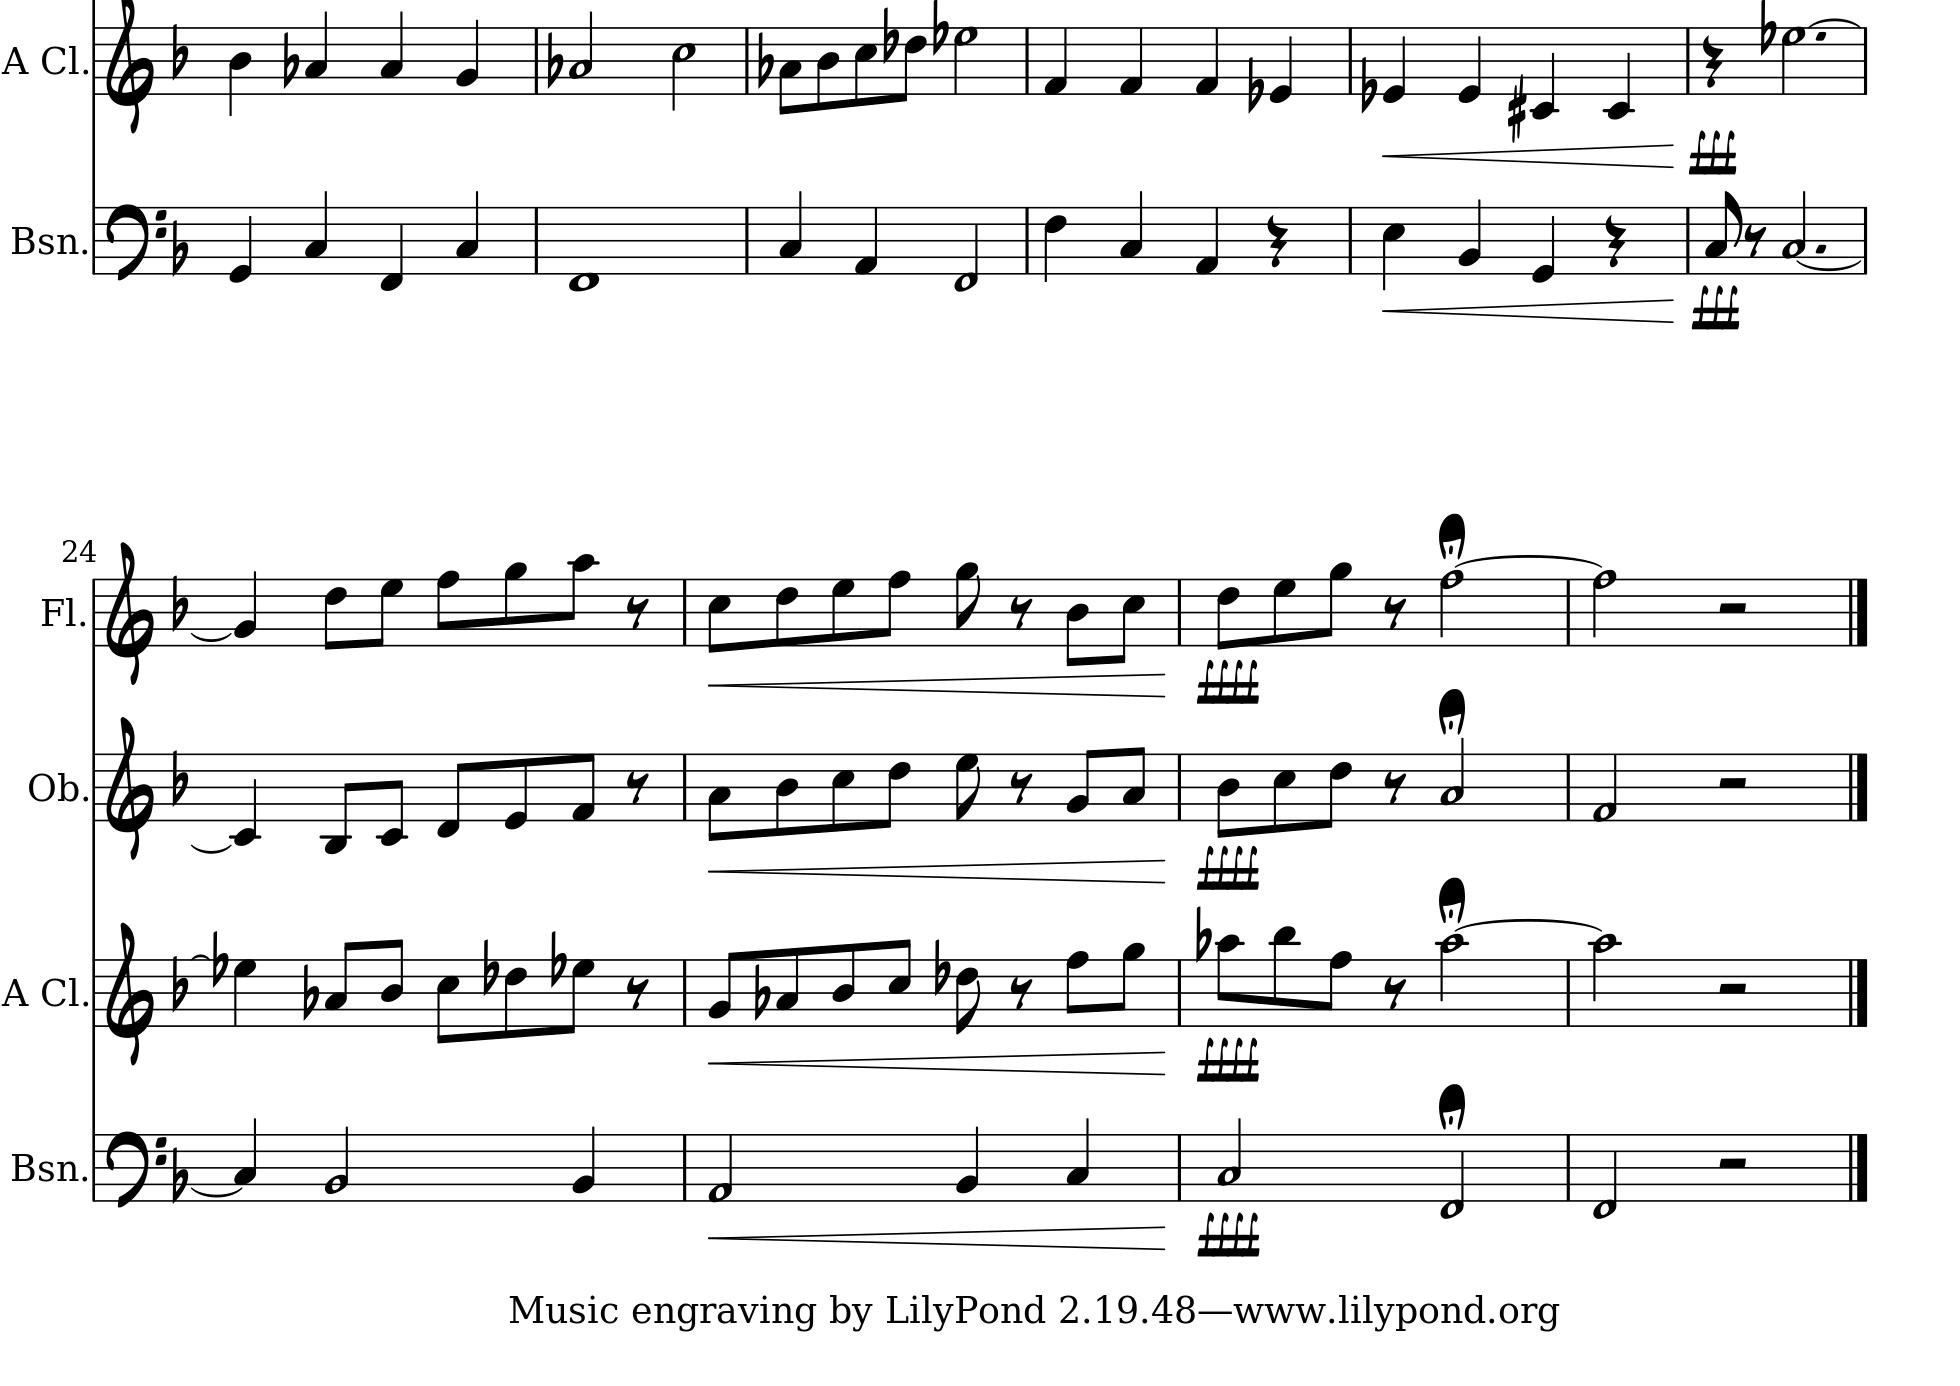 A Cl.
fff
Bsn.
fff
24
Fl.
ffff
Ob.
ffff
A Cl.
ffff
Bsn.
ffff
Music engraving by LilyPond 2.19.48—www.lilypond.org